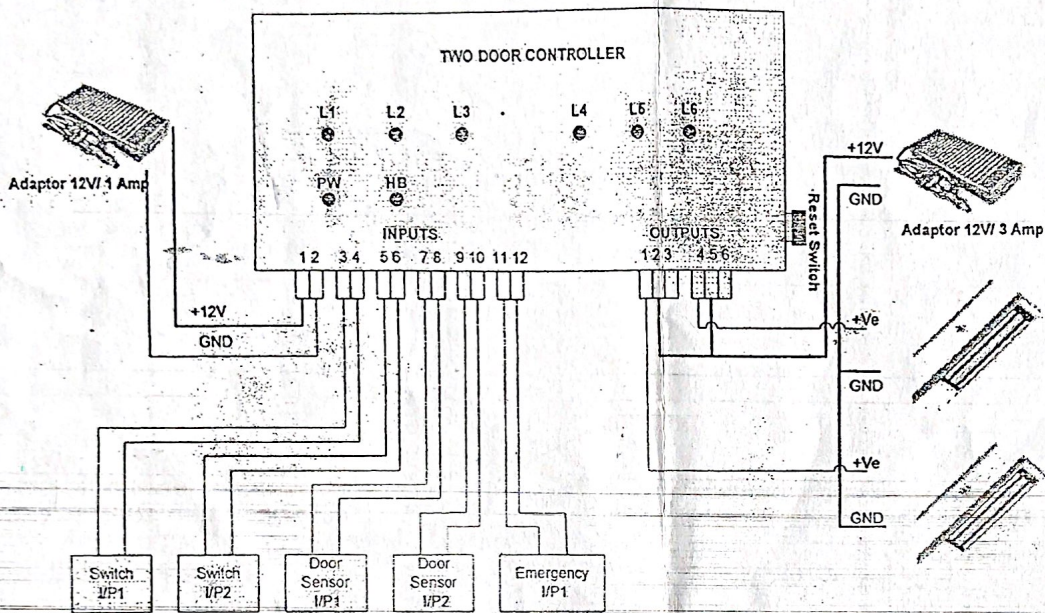 TWO DOOR CONTROLLER
L1 L2 L3 L4 L5 L6
PW HB
INPUTS OUTPUTS
1 2 3 4 5 6 7 8 9 10 11 12 1 2 3 4 5 6
Reset Switch
Adaptor 12V/ 1 Amp
+12V
GND
+12V
GND
Adaptor 12V/ 3 Amp
+Ve
GND
+Ve
GND
Switch
I/P1
Switch
I/P2
Door
Sensor
I/P1
Door
Sensor
I/P2
Emergency
I/P1